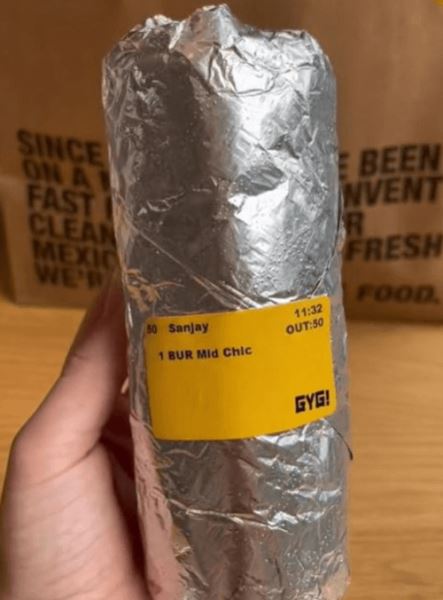 SINCE
ON A
FAST
CLEAN
MEXIC
WE'R
E BEEN
NVENT
R
FRESH
FOOD.
50 Sanjay
11:32
OUT:50
1 BUR Mid Chic
GYG!